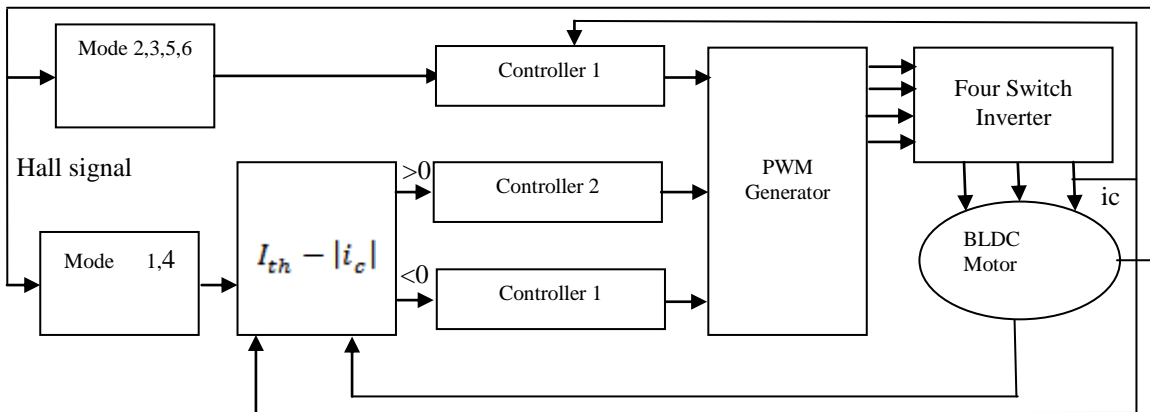 Mode 2,3,5,6
Controller 1
Four Switch
Inverter
Hall signal
>0
Controller 2
PWM
Generator
ic
Mode 1,4
I_th − |i_c|
<0
Controller 1
BLDC
Motor